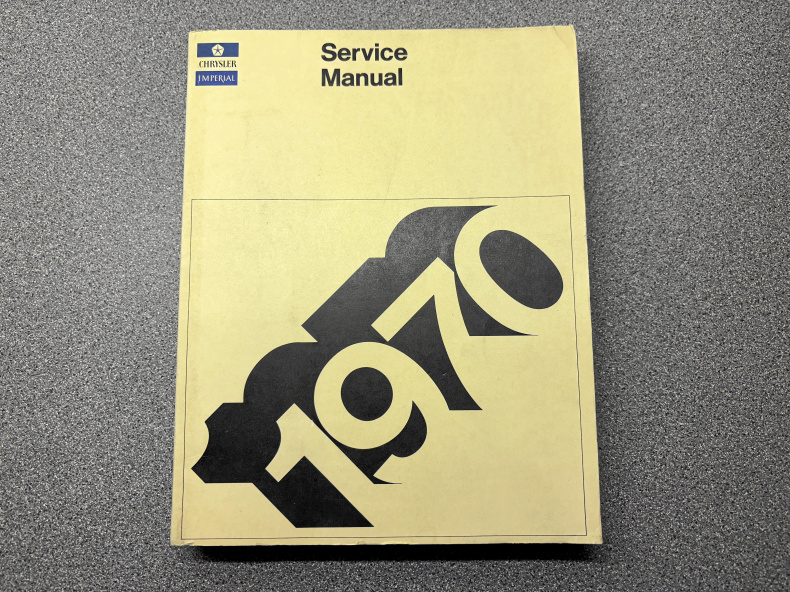 CHRYSLER
IMPERIAL
Service
Manual
1970